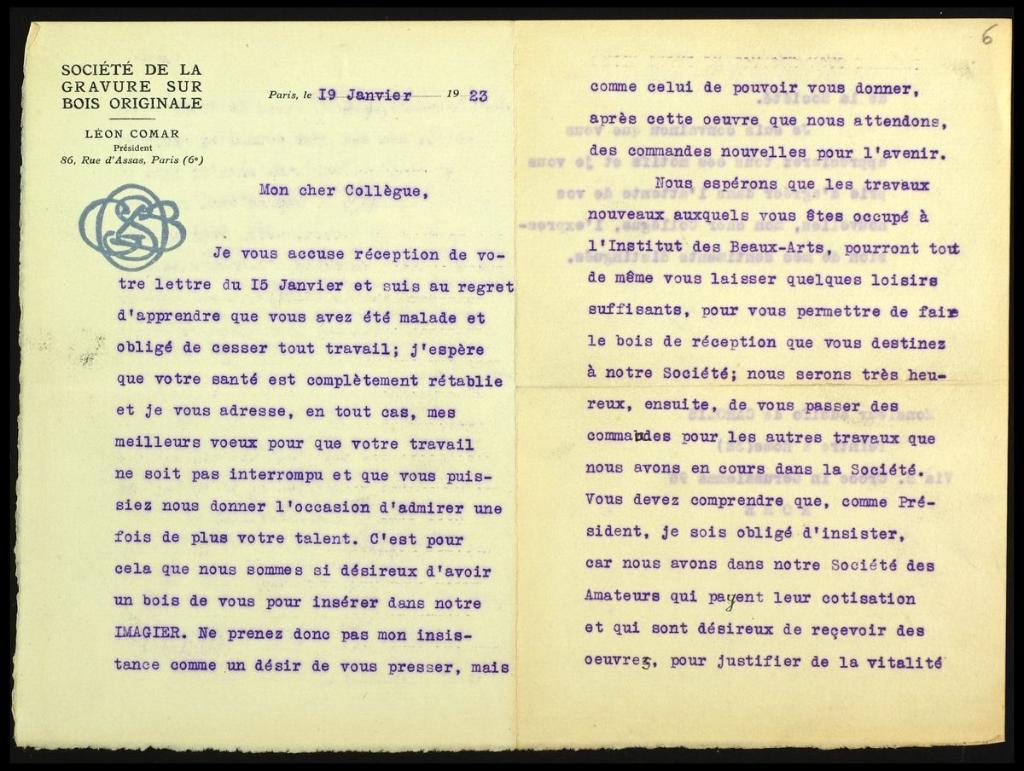 6
SOCIÉTÉ DE LA
GRAVURE SUR
BOIS ORIGINALE
LÉON COMAR
Président
86, Rue d'Assas, Paris (6e)
Paris, le 19 Janvier 1923
Mon cher Collègue,
Je vous accuse réception de vo-
tre lettre du I5 Janvier et suis au regret
d'apprendre que vous avez été malade et
obligé de cesser tout travail; j'espère
que votre santé est complètement rétablie
et je vous adresse, en tout cas, mes
meilleurs voeux pour que votre travail
ne soit pas interrompu et que vous puis-
siez nous donner l'occasion d'admirer une
fois de plus votre talent. C'est pour
cela que nous sommes si désireux d'avoir
un bois de vous pour insérer dans notre
IMAGIER. Ne prenez donc pas mon insis-
tance comme un désir de vous presser, mais
comme celui de pouvoir vous donner,
après cette oeuvre que nous attendons,
des commandes nouvelles pour l'avenir.
Nous espérons que les travaux
nouveaux auxquels vous êtes occupé à
l'Institut des Beaux-Arts, pourront tout
de même vous laisser quelques loisirs
suffisants, pour vous permettre de faire
le bois de réception que vous destinez
à notre Société; nous serons très heu-
reux, ensuite, de vous passer des
commandes pour les autres travaux que
nous avons en cours dans la Société.
Vous devez comprendre que, comme Pré-
sident, je sois obligé d'insister,
car nous avons dans notre Société des
Amateurs qui payent leur cotisation
et qui sont désireux de reçevoir des
oeuvres, pour justifier de la vitalité